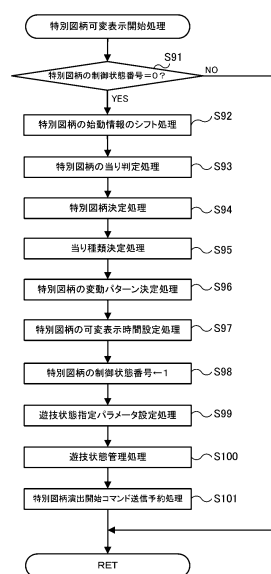 特別図柄可変表示開始処理
S91
特別図柄の制御状態番号=0?
NO
YES
特別図柄の始動情報のシフト処理
S92
特別図柄の当り判定処理
S93
特別図柄決定処理
S94
当り種類決定処理
S95
特別図柄の変動パターン決定処理
S96
特別図柄の可変表示時間設定処理
S97
特別図柄の制御状態番号←1
S98
遊技状態指定パラメータ設定処理
S99
遊技状態管理処理
S100
特別図柄演出開始コマンド送信予約処理
S101
RET